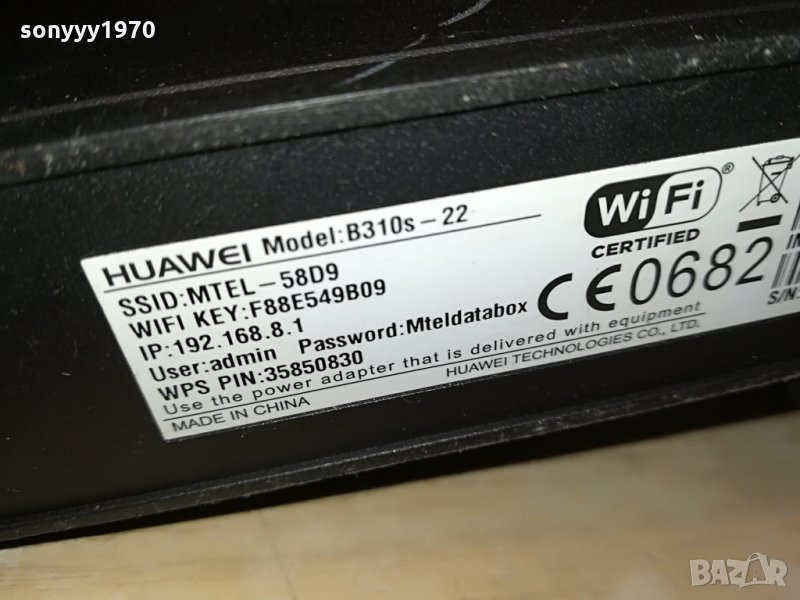 sonyyy1970
HUAWEI Model:B310s-22
SSID:MTEL-58D9
WIFI KEY:F88E549B09
IP:192.168.8.1
User:admin Password:Mteldatabox
WPS PIN:35850830
Use the power adapter that is delivered with equipment
MADE IN CHINA
HUAWEI TECHNOLOGIES CO., LTD.
WiFi®
CERTIFIED
CE0682
S/N:
BAZAR